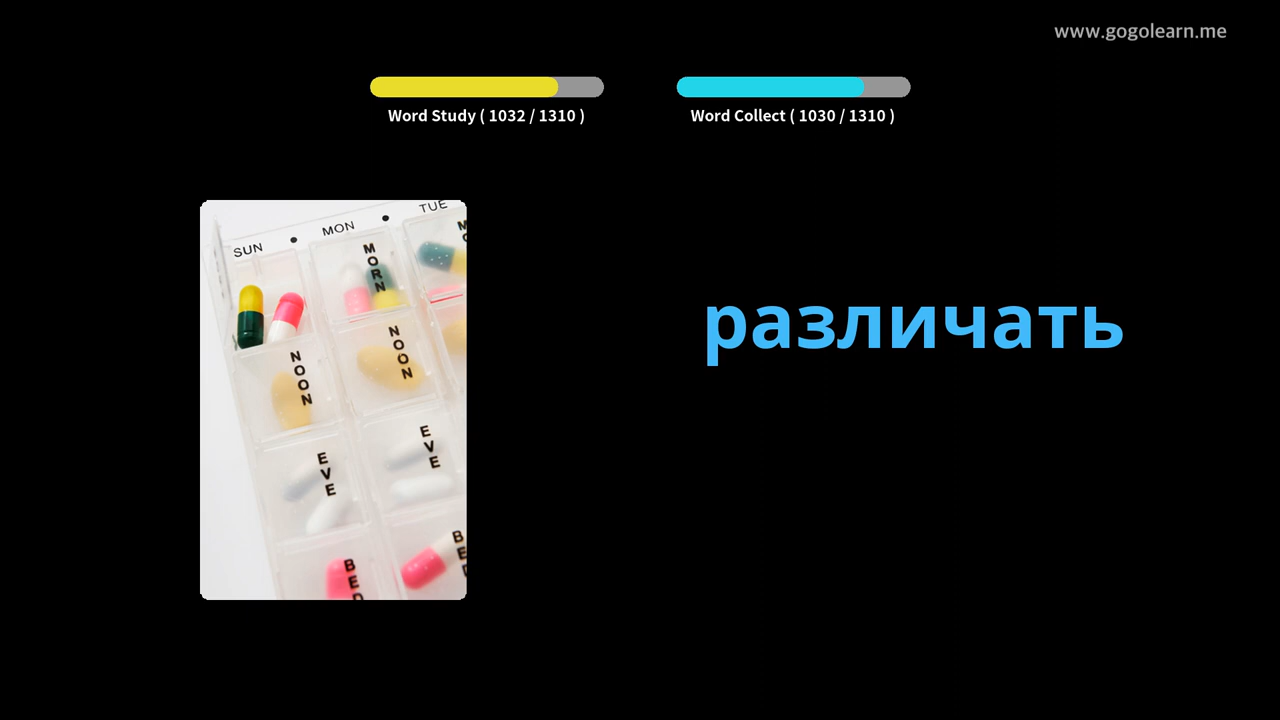 www.gogolearn.me
Word Study ( 1032 / 1310 )
Word Collect ( 1030 / 1310 )
SUN
MON
TUE
MORN
NOON
NOON
EVE
EVE
BED
различать